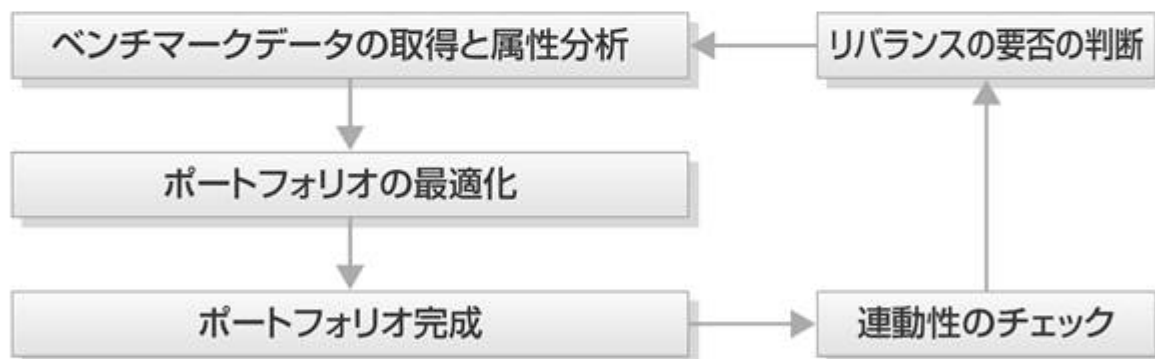 ベンチマークデータの取得と属性分析
リバランスの要否の判断
ポートフォリオの最適化
ポートフォリオ完成
連動性のチェック